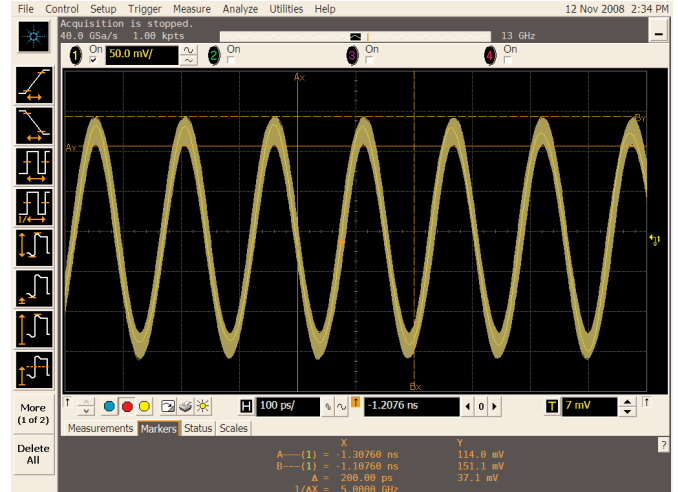 File Control Setup Trigger Measure Analyze Utilities Help 12 Nov 2008 2:34 PM
Acquisition is stopped.
40.0 GSa/s 1.00 kpts 13 GHz
1 On 50.0 mV/ 2 On 3 On 4 On
Ax
By
Ay
1
Bx
1/
More
(1 of 2)
Delete
All
H 100 ps/ -1.2076 ns 0 T 7 mV
Measurements Markers Status Scales
X Y
A---(1) = -1.30760 ns 114.0 mV
B---(1) = -1.10760 ns 151.1 mV
Δ = 200.00 ps 37.1 mV
1/ΔX = 5.0000 GHz
?